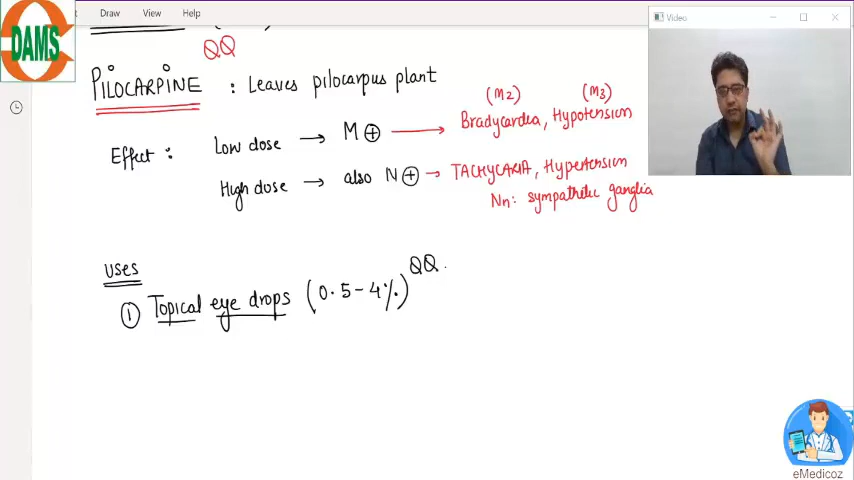 Draw View Help
Video
DAMS
QQ
PILOCARPINE : Leaves pilocarpus plant
(M2) (M3)
Effect : Low dose → M⊕ → Bradycardia, Hypotension
High dose → also N⊕ → TACHYCARIA, Hypertension
Nn: sympathetic ganglia
Uses
① Topical eye drops (0.5-4%) QQ.
eMedicoz